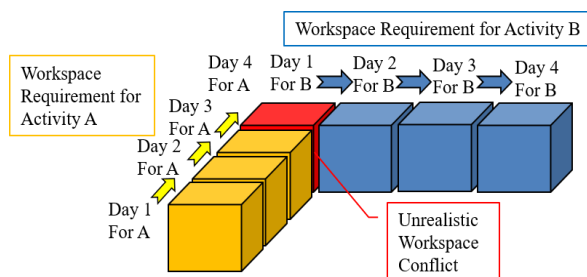 Workspace Requirement for Activity B
Workspace
Requirement for
Activity A
Day 4
For A
Day 1
For B
Day 2
For B
Day 3
For B
Day 4
For B
Day 3
For A
Day 2
For A
Day 1
For A
Unrealistic
Workspace
Conflict